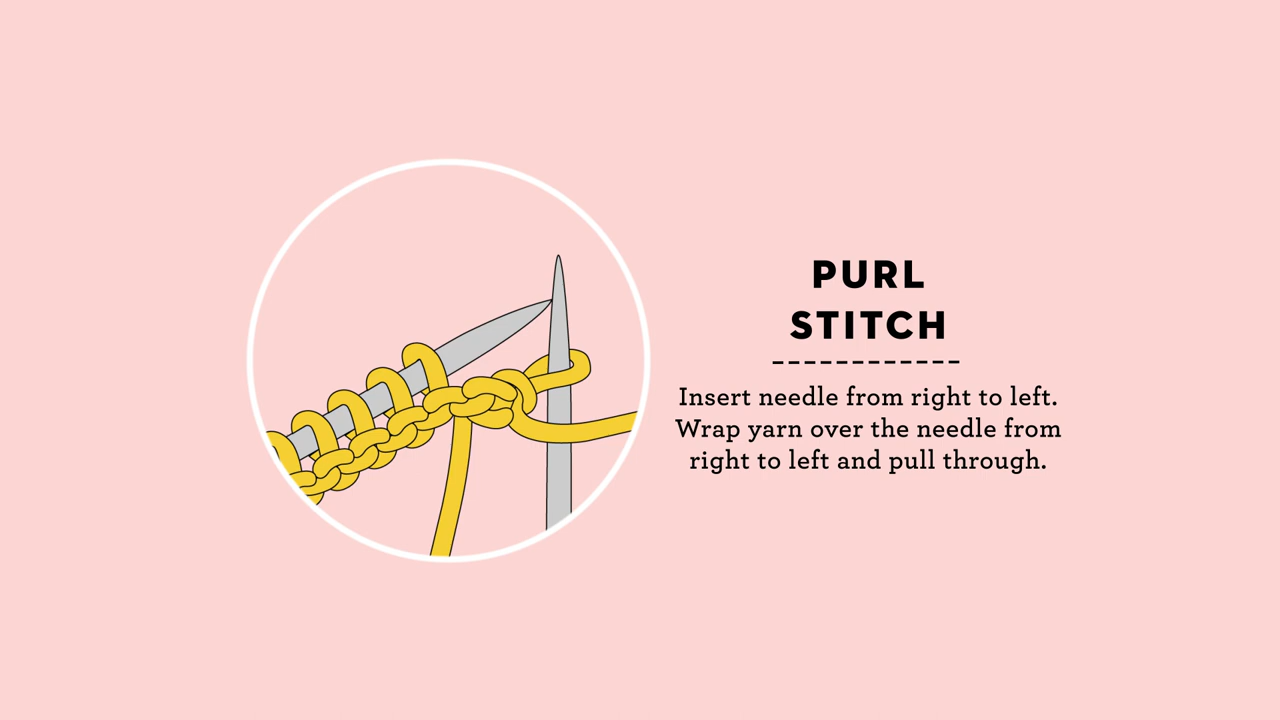 PURL
STITCH
Insert needle from right to left.
Wrap yarn over the needle from
right to left and pull through.